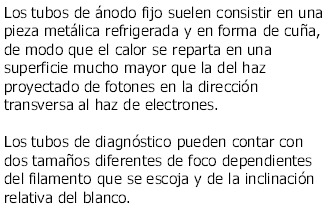 Los tubos de ánodo fijo suelen consistir en una
pieza metálica refrigerada y en forma de cuña,
de modo que el calor se reparta en una
superficie mucho mayor que la del haz
proyectado de fotones en la dirección
transversa al haz de electrones.
Los tubos de diagnóstico pueden contar con
dos tamaños diferentes de foco dependientes
del filamento que se escoja y de la inclinación
relativa del blanco.